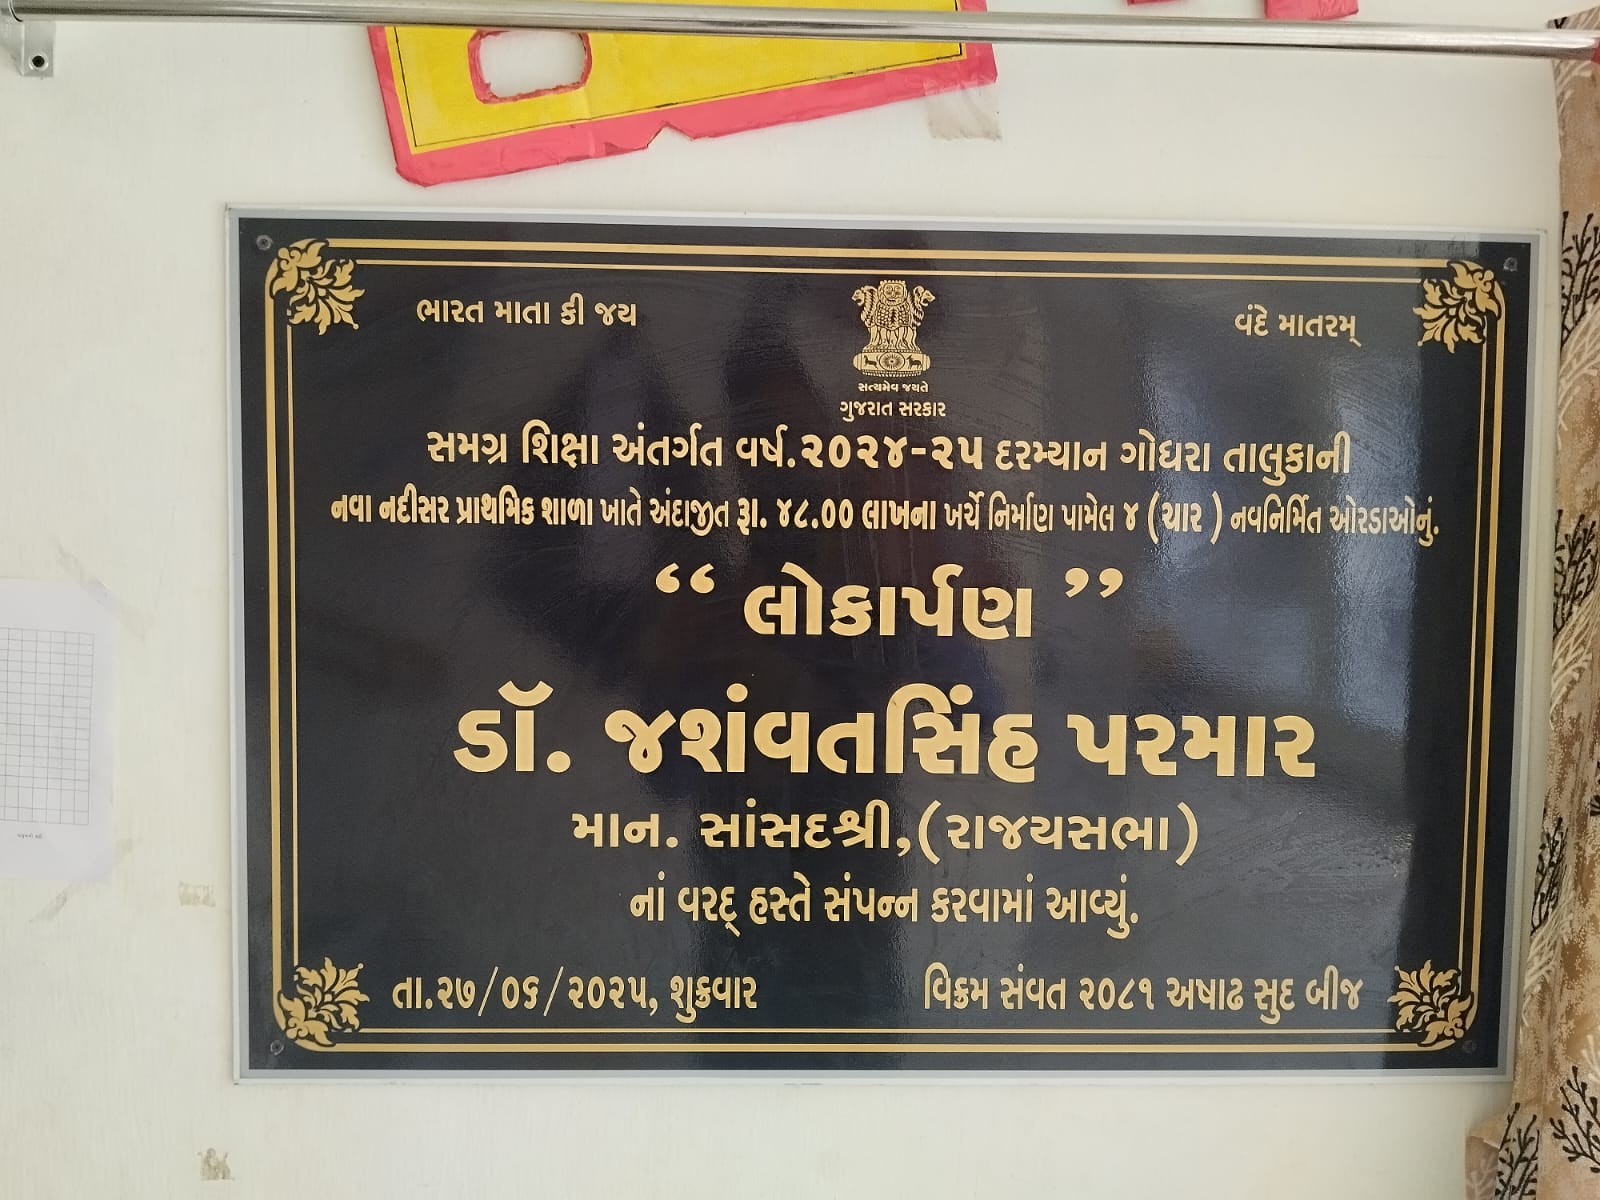 ભારત માતા કી જય
વંદે માતરમ્
સત્યમેવ જયતે
ગુજરાત સરકાર
સમગ્ર શિક્ષા અંતર્ગત વર્ષ.૨૦૨૪-૨૫ દરમ્યાન ગોધરા તાલુકાની
નવા નદીસર પ્રાથમિક શાળા ખાતે અંદાજીત રૂા. ૪૮.૦૦ લાખના ખર્ચે નિર્માણ પામેલ ૪ (ચાર ) નવનિર્મિત ઓરડાઓનું.
“ લોકાર્પણ ”
ડૉ. જશંવતસિંહ પરમાર
માન. સાંસદશ્રી,(રાજયસભા)
નાં વરદ્ હસ્તે સંપન્ન કરવામાં આવ્યું.
તા.૨૭/૦૬/૨૦૨૫, શુક્રવાર
વિક્રમ સંવત ૨૦૮૧ અષાઢ સુદ બીજ